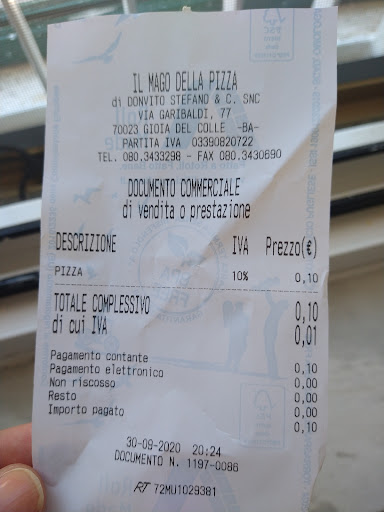 IL MAGO DELLA PIZZA
di DONVITO STEFANO & C. SNC
VIA GARIBALDI, 77
70023 GIOIA DEL COLLE -BA-
PARTITA IVA 03390820722
TEL. 080.3433298 - FAX 080.3430690
DOCUMENTO COMMERCIALE
di vendita o prestazione
DESCRIZIONE IVA Prezzo(€)
PIZZA 10% 0,10
TOTALE COMPLESSIVO 0,10
di cui IVA 0,01
Pagamento contante 0,10
Pagamento elettronico 0,00
Non riscosso 0,00
Resto 0,00
Importo pagato 0,10
30-09-2020 20:24
DOCUMENTO N. 1197-0086
RT 72MU1029381